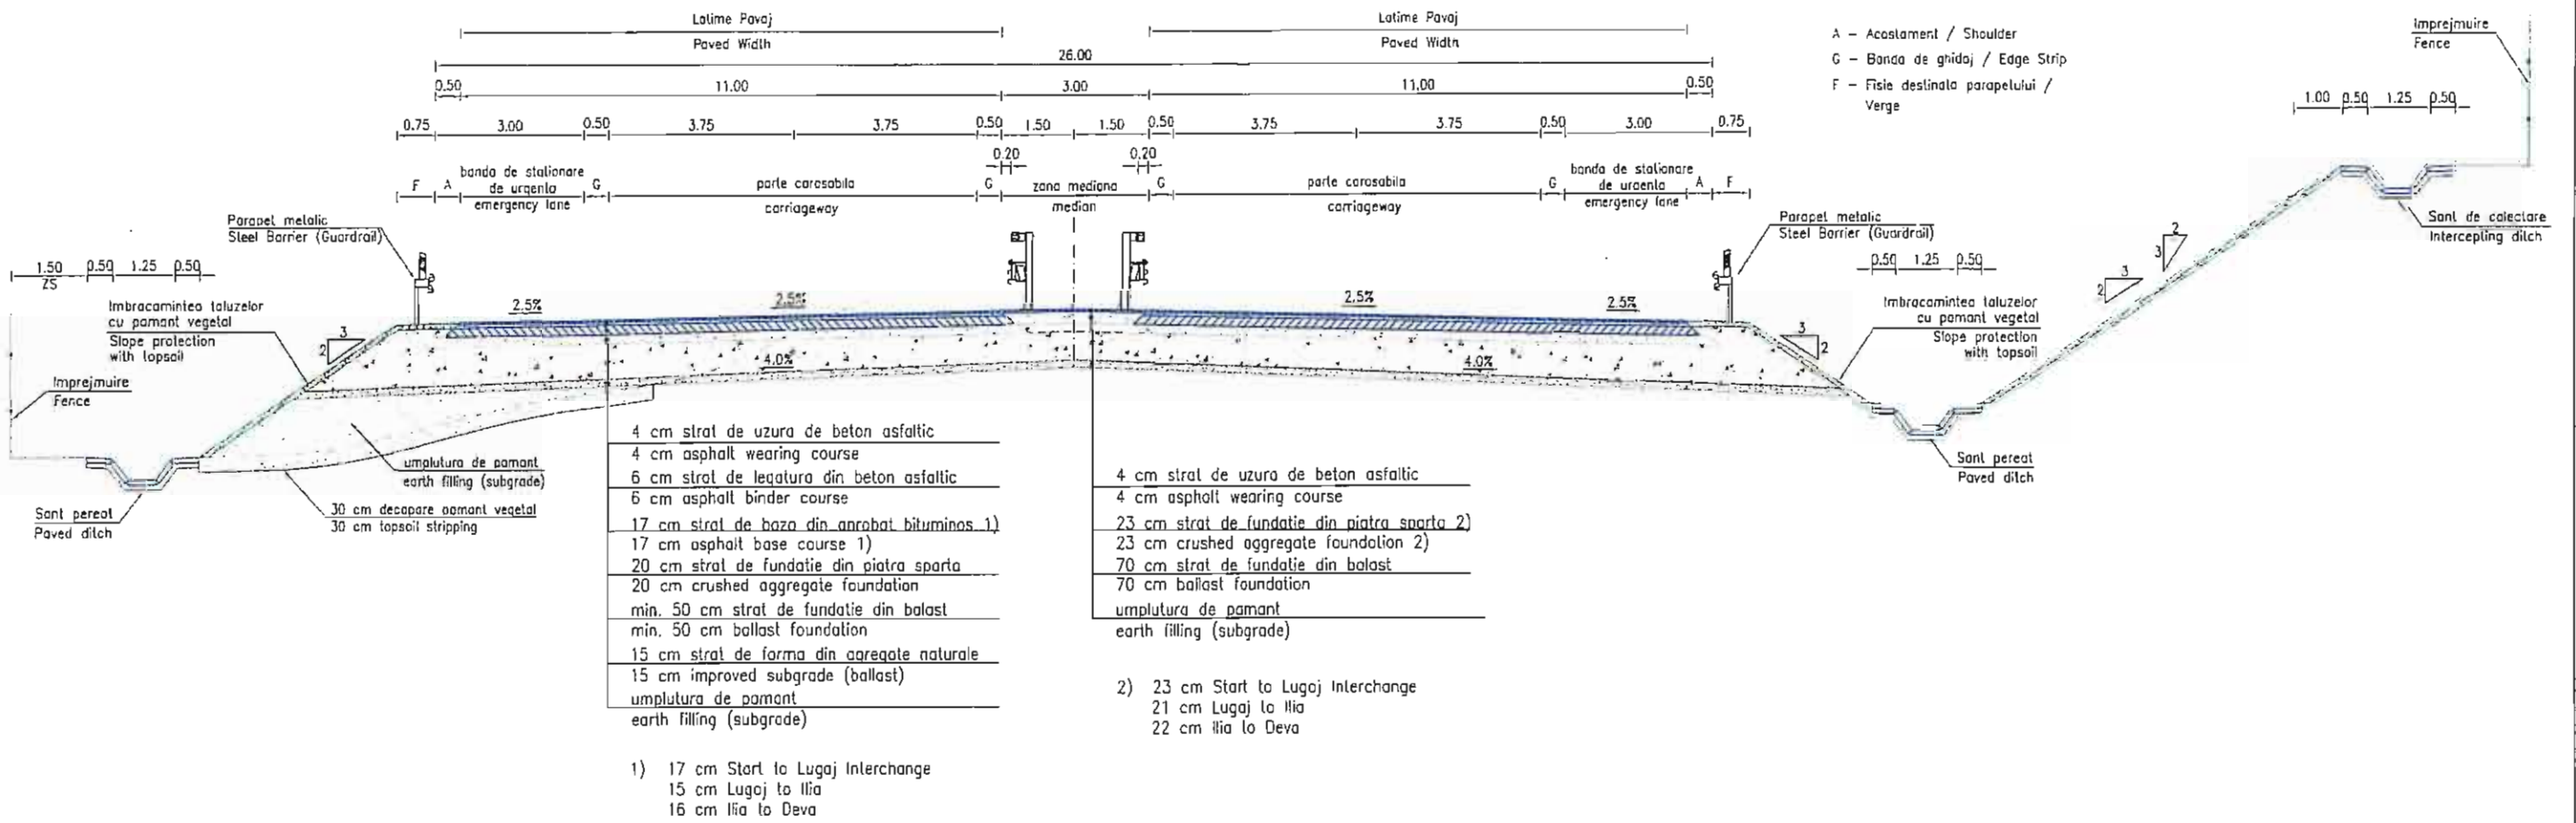 Latime Pavaj
Paved Width
Latime Pavaj
Paved Width
26.00
0.50
11.00
3.00
11.00
0.50
0.75
3.00
0.50
3.75
3.75
0.50
1.50
1.50
0.50
3.75
3.75
0.50
3.00
0.75
0.20
0.20
F
A
banda de stationare
de urgenta
emergency lane
G
parte carosabila
carriageway
G
zona mediana
median
G
parte carosabila
carriageway
G
banda de stationare
de urgenta
emergency lane
A
F
A - Acostament / Shoulder
G - Banda de ghidaj / Edge Strip
F - Fisie destinata parapetului /
Verge
Imprejmuire
Fence
1.00
0.50
1.25
0.50
Sant de colectare
Intercepting ditch
Parapet metalic
Steel Barrier (Guardrail)
Parapet metalic
Steel Barrier (Guardrail)
1.50
ZS
0.50
1.25
0.50
0.50
1.25
0.50
Imbracamintea taluzelor
cu pamant vegetal
Slope protection
with topsoil
Imprejmuire
Fence
3
2
2.5%
2.5%
2.5%
2.5%
4.0%
4.0%
3
2
3
2
2
3
Imbracamintea taluzelor
cu pamant vegetal
Slope protection
with topsoil
Sant pereat
Paved ditch
umplutura de pamant
earth filling (subgrade)
30 cm decapare pamant vegetal
30 cm topsoil stripping
Sant pereat
Paved ditch
4 cm strat de uzura de beton asfaltic
4 cm asphalt wearing course
6 cm strat de legatura din beton asfaltic
6 cm asphalt binder course
17 cm strat de baza din anrobat bituminos 1)
17 cm asphalt base course 1)
20 cm strat de fundatie din piatra sparta
20 cm crushed aggregate foundation
min. 50 cm strat de fundatie din balast
min. 50 cm ballast foundation
15 cm strat de forma din agregate naturale
15 cm improved subgrade (ballast)
umplutura de pamant
earth filling (subgrade)
1) 17 cm Start to Lugoj Interchange
15 cm Lugoj to Ilia
16 cm Ilia to Deva
4 cm strat de uzura de beton asfaltic
4 cm asphalt wearing course
23 cm strat de fundatie din piatra sparta 2)
23 cm crushed aggregate foundation 2)
70 cm strat de fundatie din balast
70 cm ballast foundation
umplutura de pamant
earth filling (subgrade)
2) 23 cm Start to Lugoj Interchange
21 cm Lugoj to Ilia
22 cm Ilia to Deva